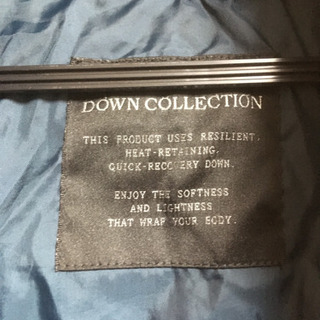 DOWN COLLECTION
THIS PRODUCT USES RESILIENT,
HEAT-RETAINING,
QUICK-RECOVERY DOWN.
ENJOY THE SOFTNESS
AND LIGHTNESS
THAT WRAP YOUR BODY.